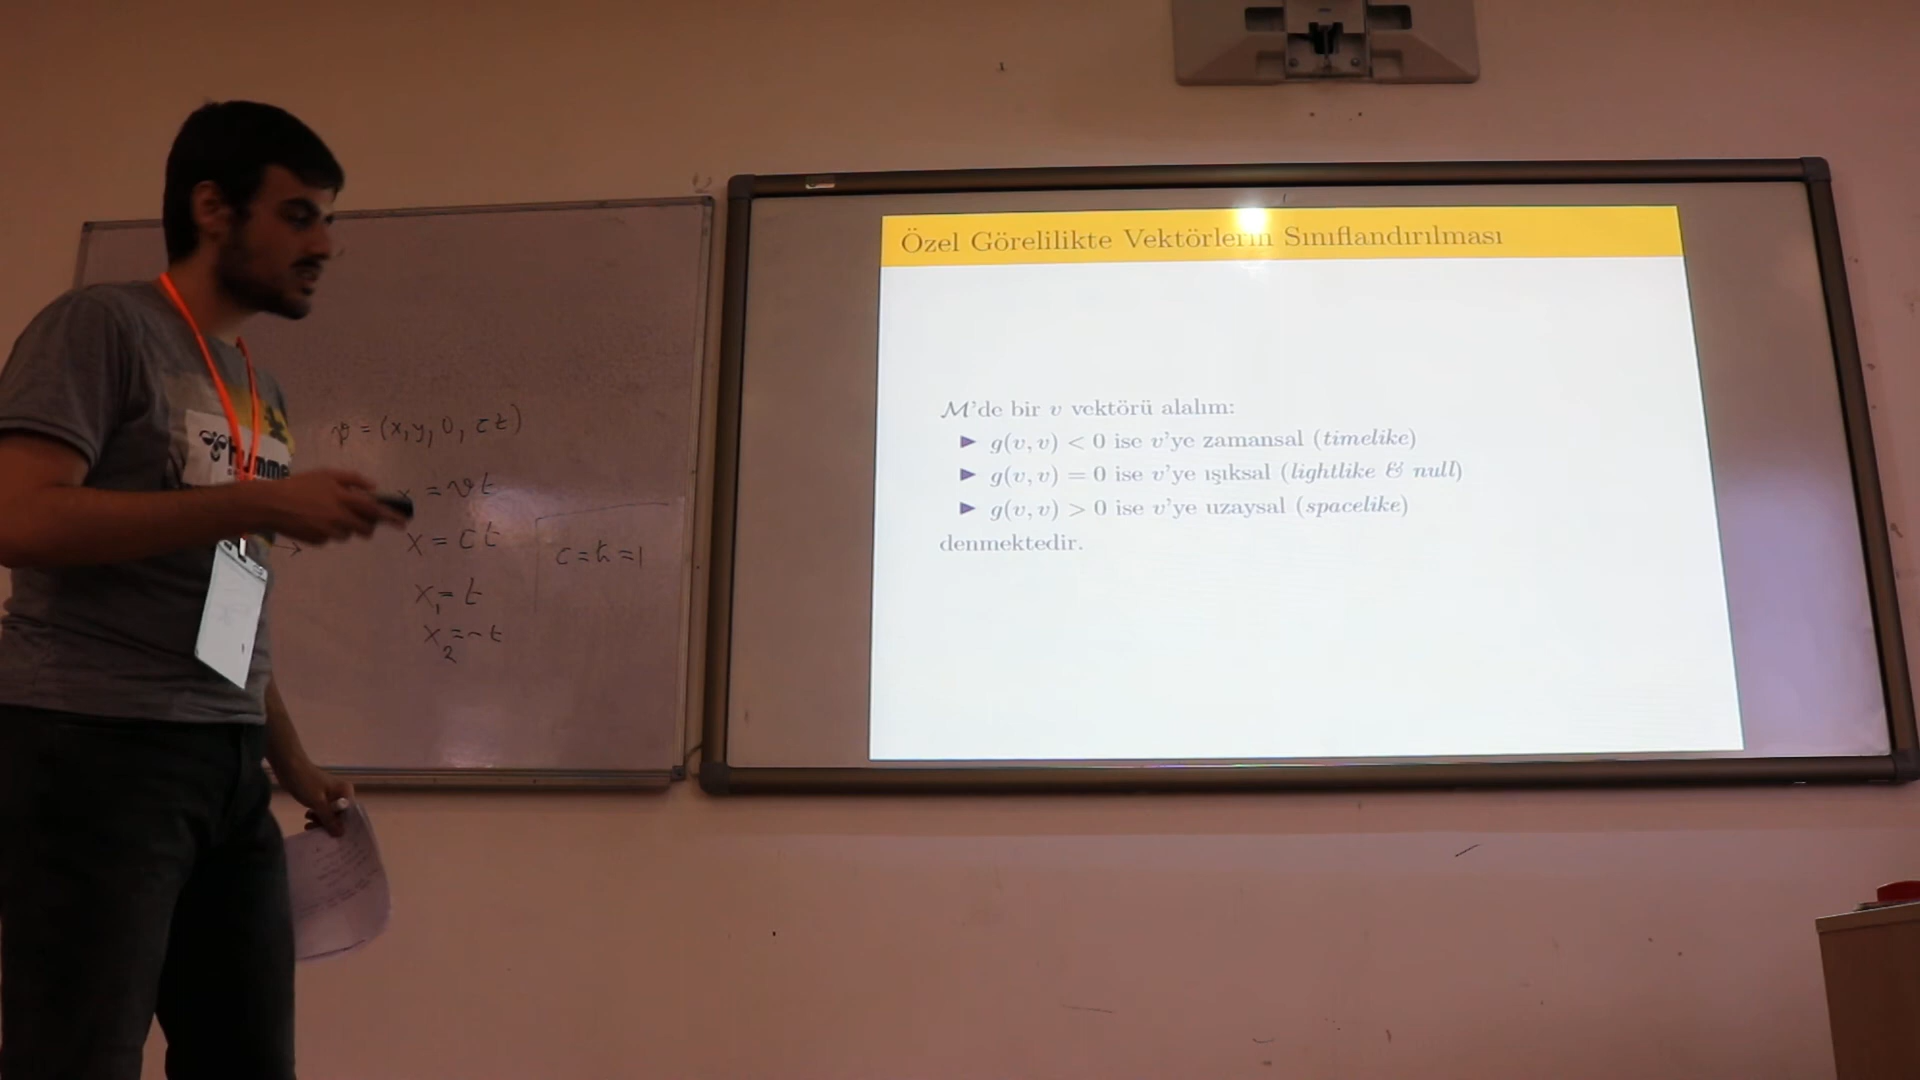 hummel
v = (x, y, 0, ct)
x = vt
x = ct
x₁ = t
x₂ = -t
c = ħ = 1
Özel Görelilikte Vektörlerin Sınıflandırılması
M'de bir v vektörü alalım:
▶ g(v, v) < 0 ise v'ye zamansal (timelike)
▶ g(v, v) = 0 ise v'ye ışıksal (lightlike & null)
▶ g(v, v) > 0 ise v'ye uzaysal (spacelike)
denmektedir.